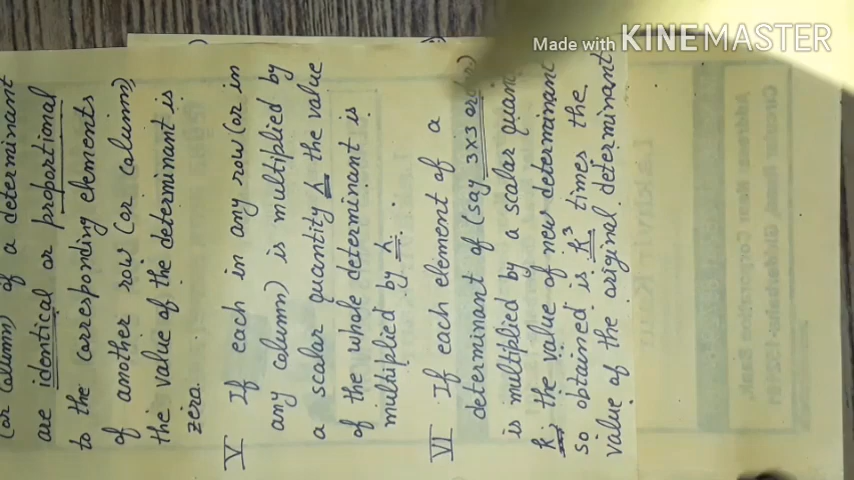 Made with KINEMASTER
(or column) of a determinant
are identical or proportional
to the corresponding elements
of another row (or column),
the value of the determinant is
zero.
V If each in any row (or in
any column) is multiplied by
a scalar quantity λ the value
of the whole determinant is
multiplied by λ.
VI If each element of a
determinant of (say 3×3 order)
is multiplied by a scalar quant
k the value of new determinant
so obtained is k³ times the
value of the original determinant